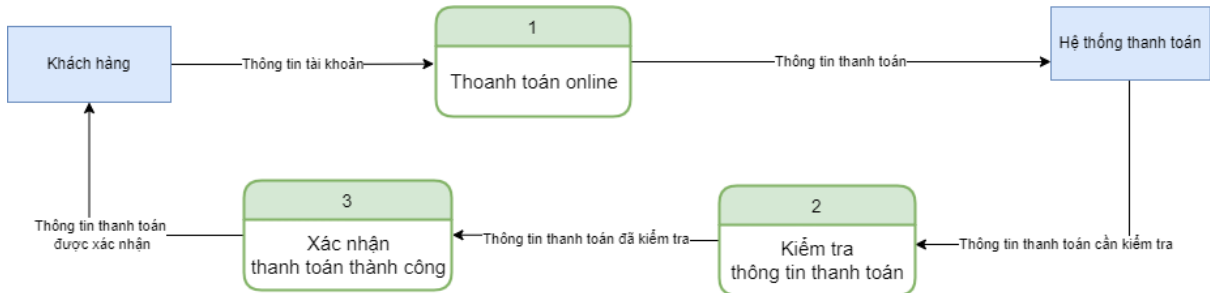 1
Khách hàng
Thông tin tài khoản
Thoanh toán online
Thông tin thanh toán
Hệ thống thanh toán
3
Xác nhận
thanh toán thành công
Thông tin thanh toán
được xác nhận
Thông tin thanh toán đã kiểm tra
2
Kiểm tra
thông tin thanh toán
Thông tin thanh toán cần kiểm tra